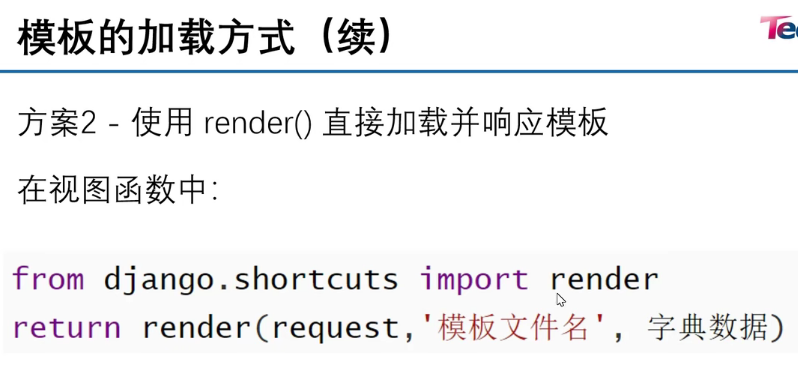 模板的加载方式（续）
Te
方案2 - 使用 render() 直接加载并响应模板
在视图函数中：
from django.shortcuts import render
return render(request,'模板文件名', 字典数据)